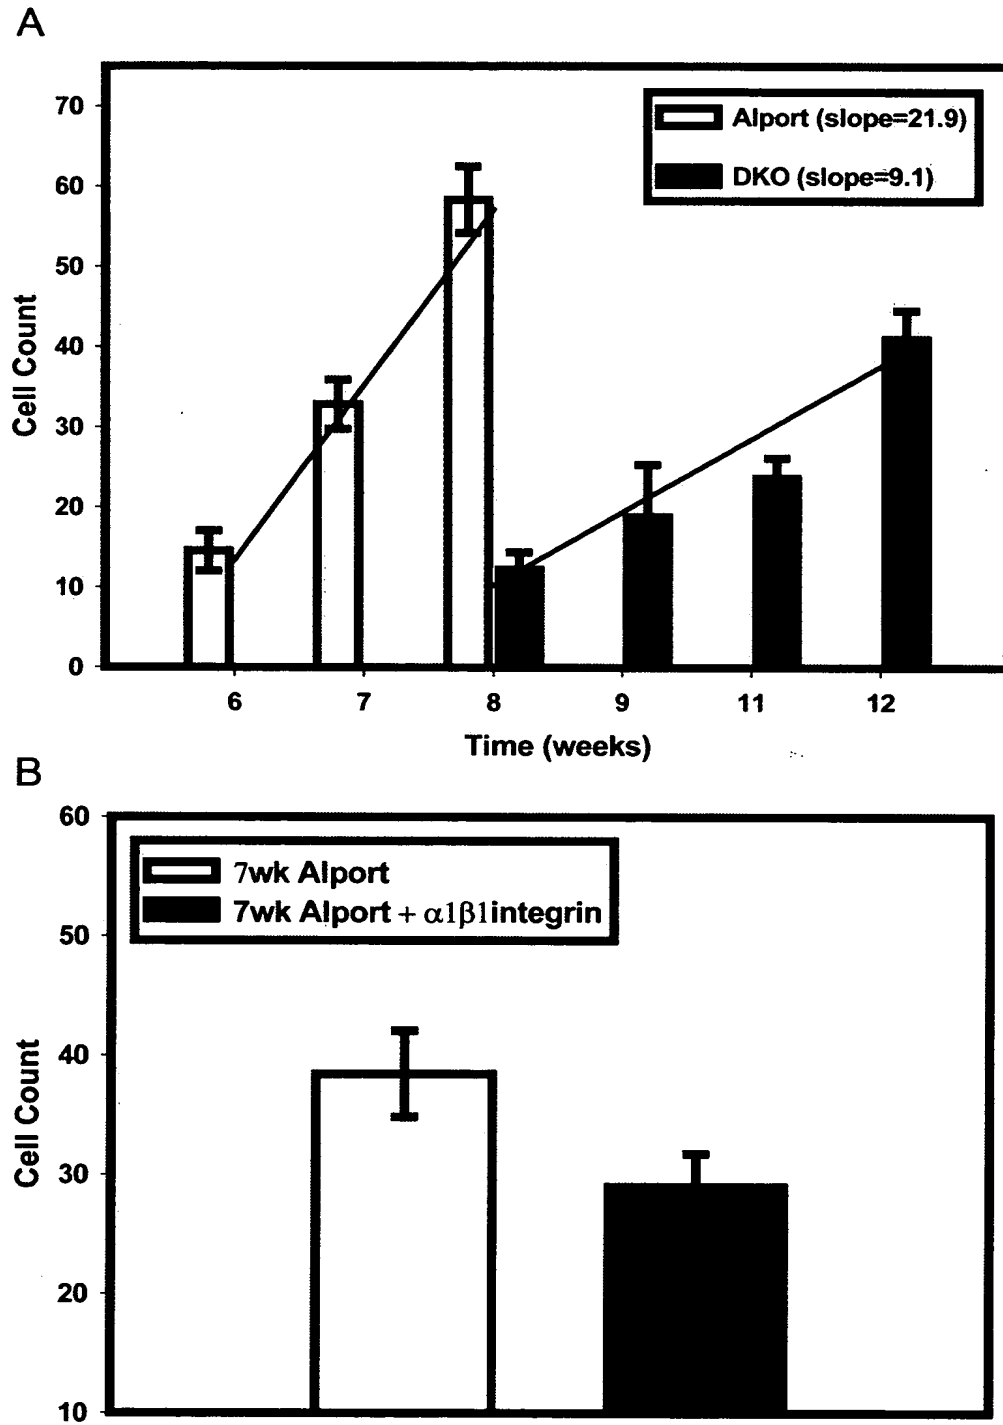 A
70
60
50
40
30
20
10
0
Cell Count
Alport (slope=21.9)
DKO (slope=9.1)
6 7 8 9 11 12
Time (weeks)
B
60
50
40
30
20
10
Cell Count
7wk Alport
7wk Alport + α1β1integrin